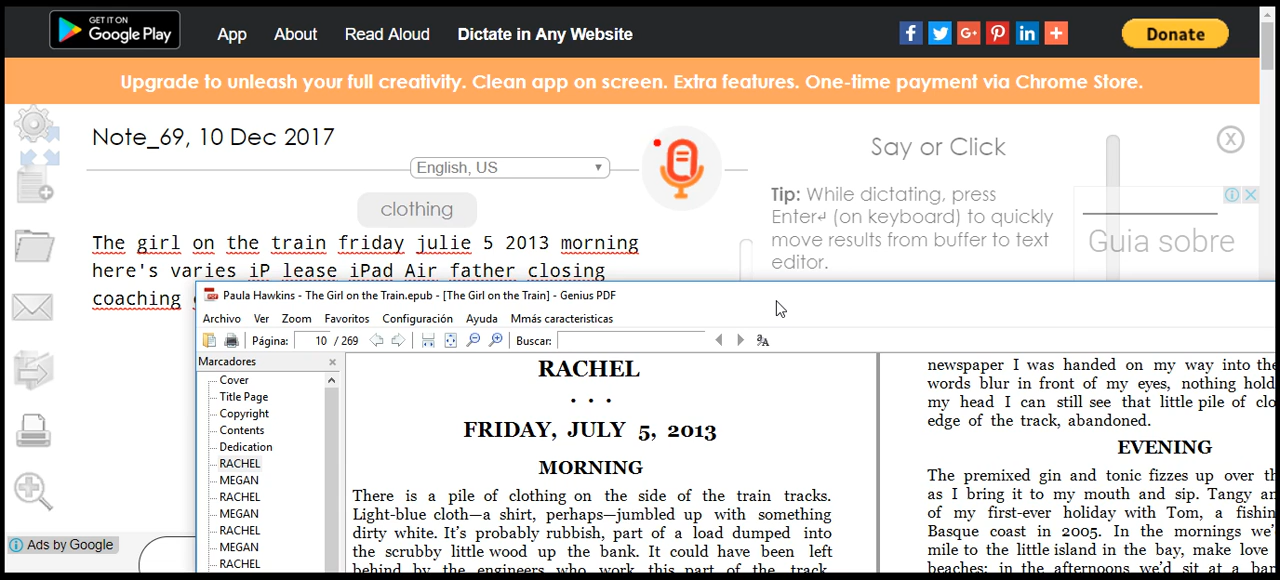 GET IT ON
Google Play
App
About
Read Aloud
Dictate in Any Website
Donate
Upgrade to unleash your full creativity. Clean app on screen. Extra features. One-time payment via Chrome Store.
Note_69, 10 Dec 2017
English, US
clothing
The girl on the train friday julie 5 2013 morning
here's varies iP lease iPad Air father closing
coaching
Say or Click
X
Tip: While dictating, press
Enter↵ (on keyboard) to quickly
move results from buffer to text
editor.
Guia sobre
Ads by Google
Paula Hawkins - The Girl on the Train.epub - [The Girl on the Train] - Genius PDF
Archivo Ver Zoom Favoritos Configuración Ayuda Mmás características
Página: 10 / 269 Buscar:
Marcadores
Cover
Title Page
Copyright
Contents
Dedication
RACHEL
MEGAN
RACHEL
MEGAN
RACHEL
MEGAN
RACHEL
RACHEL
. . .
FRIDAY, JULY 5, 2013
MORNING
There is a pile of clothing on the side of the train tracks.
Light-blue cloth—a shirt, perhaps—jumbled up with something
dirty white. It's probably rubbish, part of a load dumped into
the scrubby little wood up the bank. It could have been left
behind by the engineers who work this part of the track,
newspaper I was handed on my way into the
words blur in front of my eyes, nothing hold
my head I can still see that little pile of clo
edge of the track, abandoned.
EVENING
The premixed gin and tonic fizzes up over th
as I bring it to my mouth and sip. Tangy an
of my first-ever holiday with Tom, a fishin
Basque coast in 2005. In the mornings we'
mile to the little island in the bay, make love
beaches; in the afternoons we'd sit at a bar